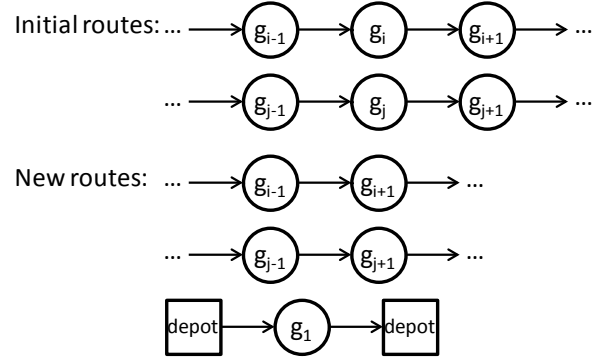 Initial routes: ... g_{i-1} g_i g_{i+1} ...
... g_{j-1} g_j g_{j+1} ...
New routes: ... g_{i-1} g_{i+1} ...
... g_{j-1} g_{j+1} ...
depot g_1 depot